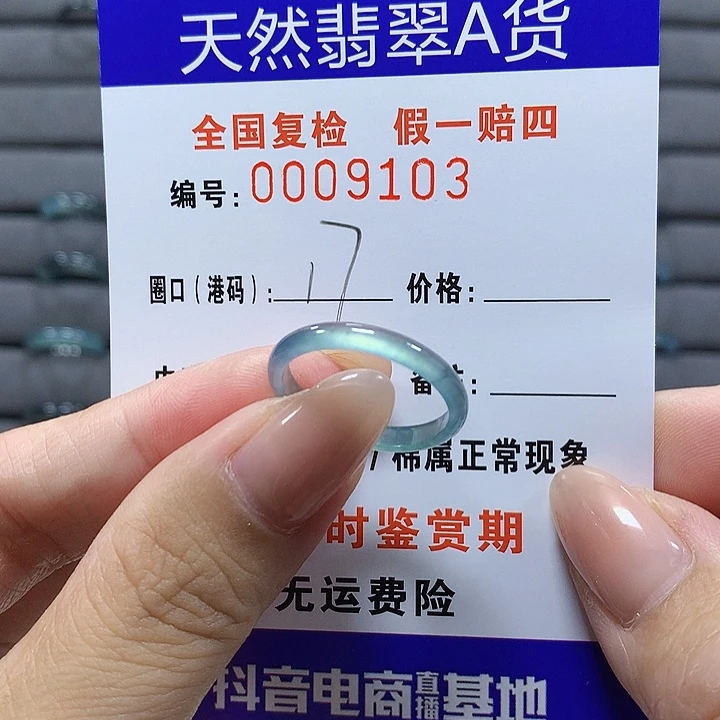 天然翡翠A货
全国复检 假一赔四
编号: 0009103
圈口(港码): 17 价格:
备注:
/棉属正常现象
时鉴赏期
无运费险
抖音电商直播基地